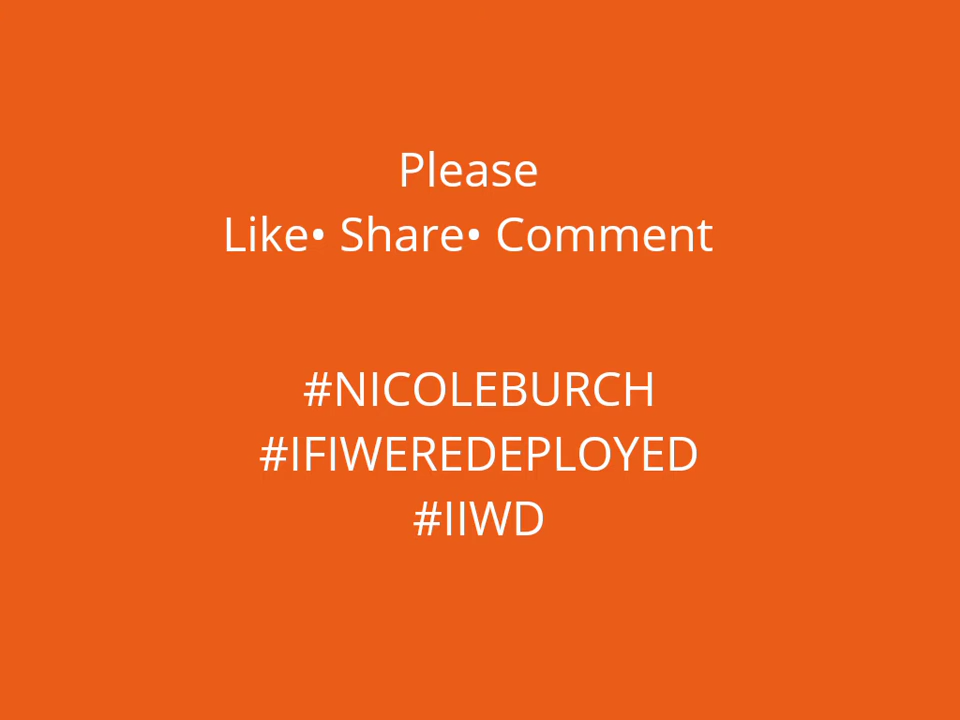 Please
Like• Share• Comment
#NICOLEBURCH
#IFIWEREDEPLOYED
#IIWD